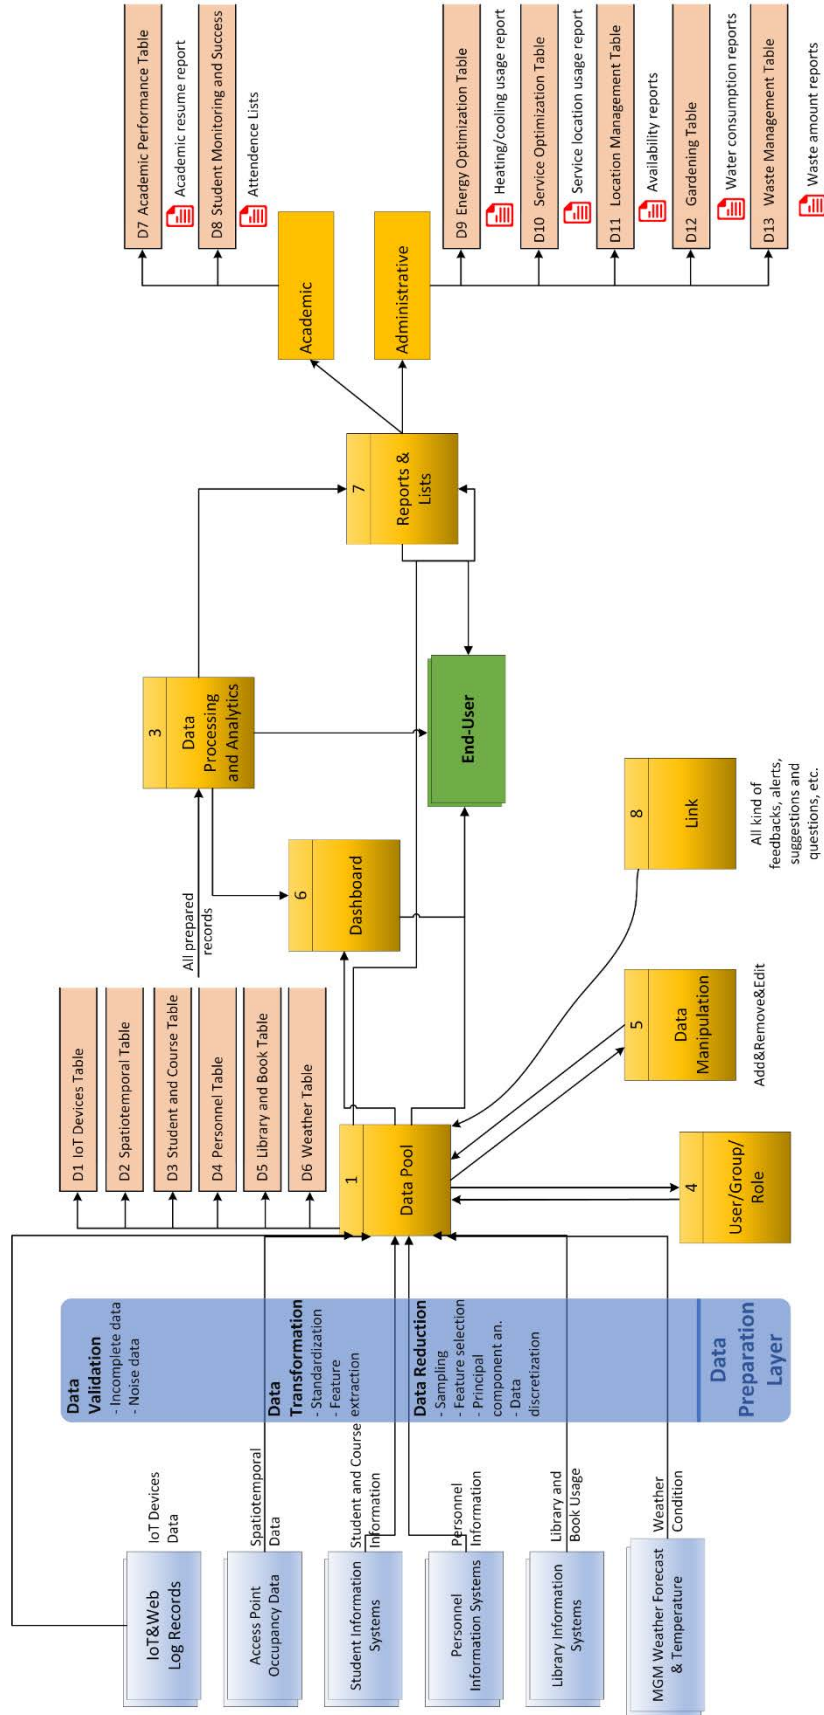 IoT&Web
Log Records
Access Point
Occupancy Data
Student Information
Systems
Personnel
Information Systems
Library Information
Systems
MGM Weather Forecast
& Temperature
IoT Devices
Data
Spatiotemporal
Data
Student and Course
Information
Personnel
Information
Library and
Book Usage
Weather
Condition
Data
Validation
- Incomplete data
- Noise data
Data
Transformation
- Standardization
- Feature
extraction
Data Reduction
- Sampling
- Feature selection
- Principal
component an.
- Data
discretization
Data
Preparation
Layer
D1 IoT Devices Table
D2 Spatiotemporal Table
D3 Student and Course Table
D4 Personnel Table
D5 Library and Book Table
D6 Weather Table
1
Data Pool
4
User/Group/
Role
All prepared
records
6
Dashboard
5
Data
Manipulation
Add&Remove&Edit
3
Data
Processing
and Analytics
End-User
8
Link
All kind of
feedbacks, alerts,
suggestions and
questions, etc.
7
Reports &
Lists
Academic
Administrative
D7 Academic Performance Table
Academic resume report
D8 Student Monitoring and Success
Attendence Lists
D9 Energy Optimization Table
Heating/cooling usage report
D10 Service Optimization Table
Service location usage report
D11 Location Management Table
Availability reports
D12 Gardening Table
Water consumption reports
D13 Waste Management Table
Waste amount reports